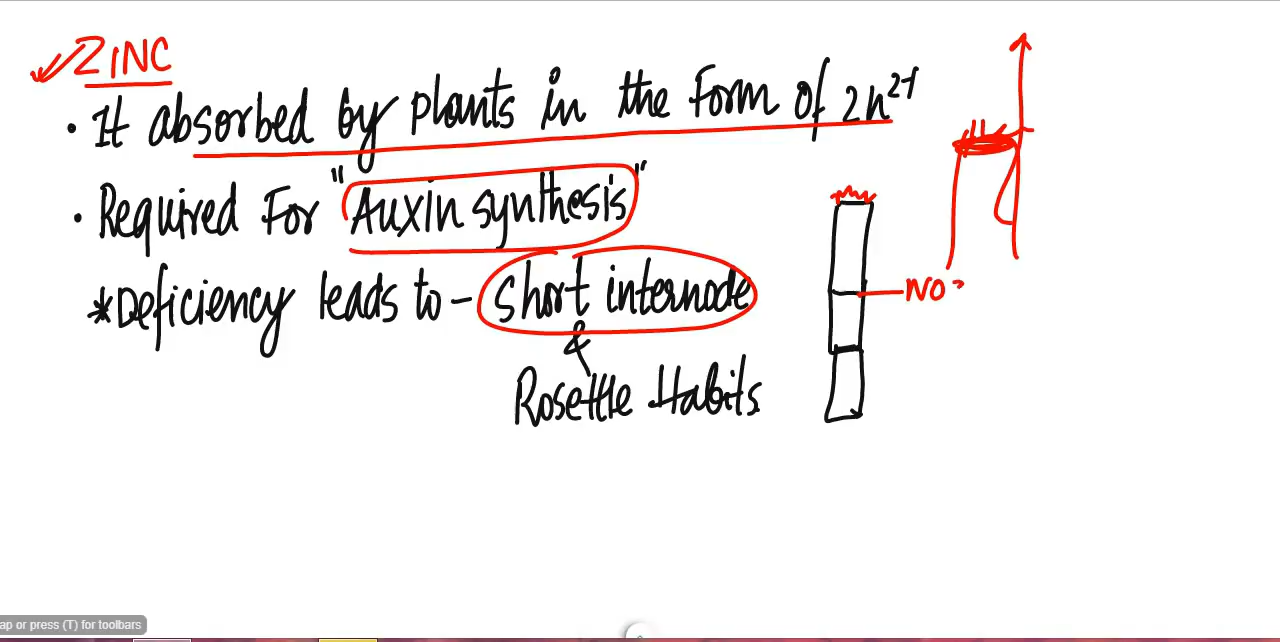 ZINC
• It absorbed by plants in the form of Zn²⁺
• Required For "Auxin synthesis"
*Deficiency leads to - short internode
&
Rosettle Habits
NO
ap or press (T) for toolbars